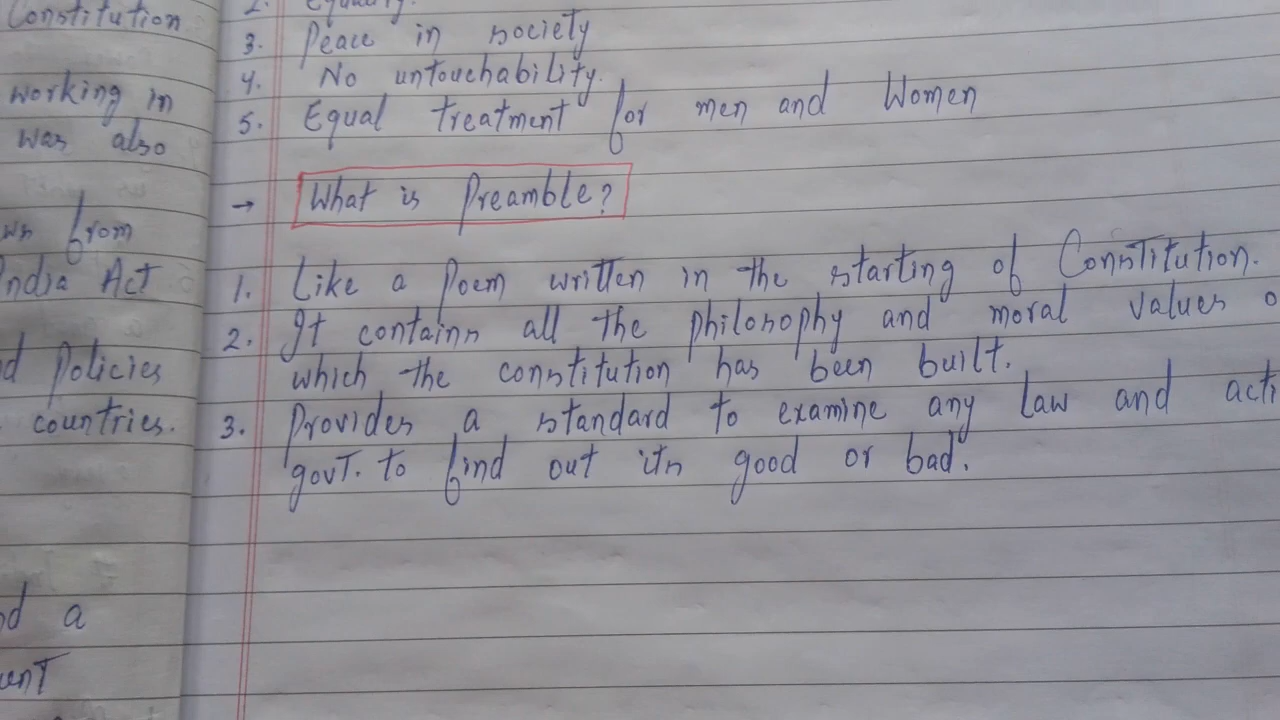 Constitution
working in
was also
from
India Act
Policies
countries.
a
2. Equality.
3. Peace in society
4. No untouchability.
5. Equal treatment for men and Women
→ What is Preamble?
1. Like a Poem written in the starting of Constitution.
2. It contains all the philosophy and moral values
which the constitution has been built.
3. Provides a standard to examine any law and
govt. to find out its good or bad.